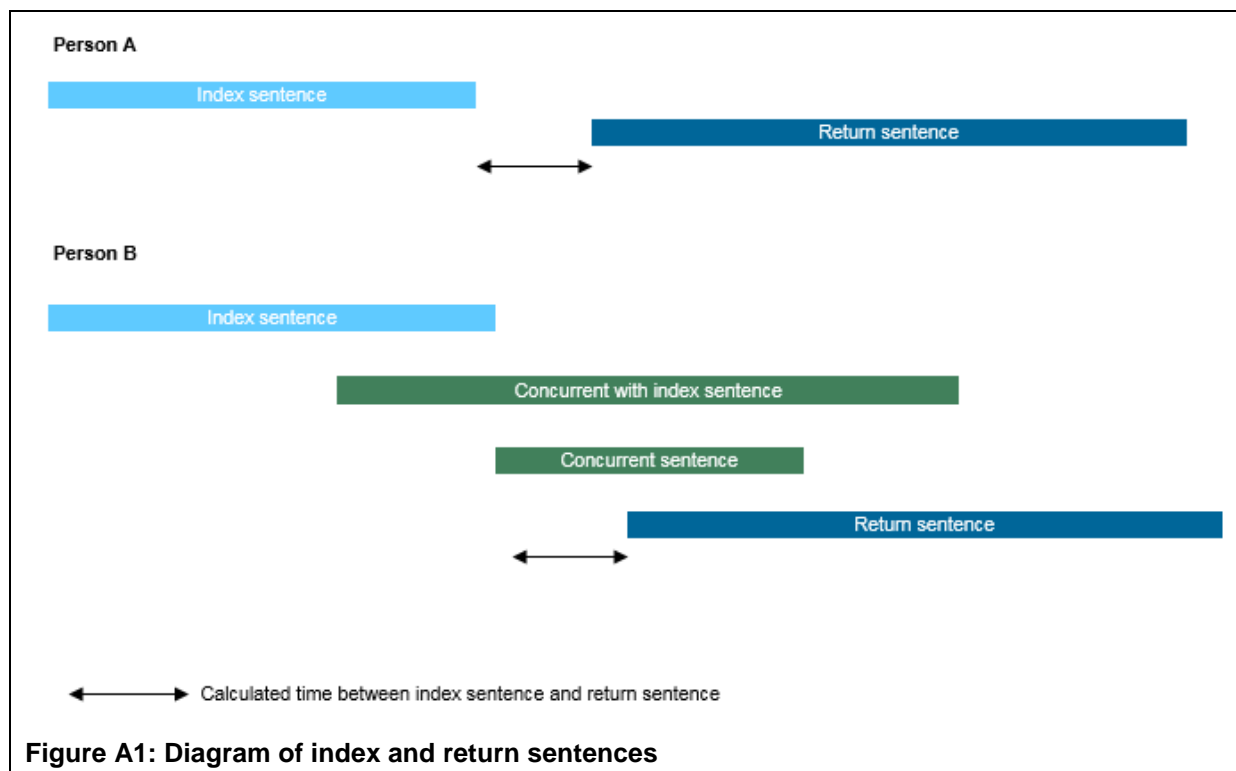 Person A
Index sentence
Return sentence
Person B
Index sentence
Concurrent with index sentence
Concurrent sentence
Return sentence
Calculated time between index sentence and return sentence
Figure A1: Diagram of index and return sentences